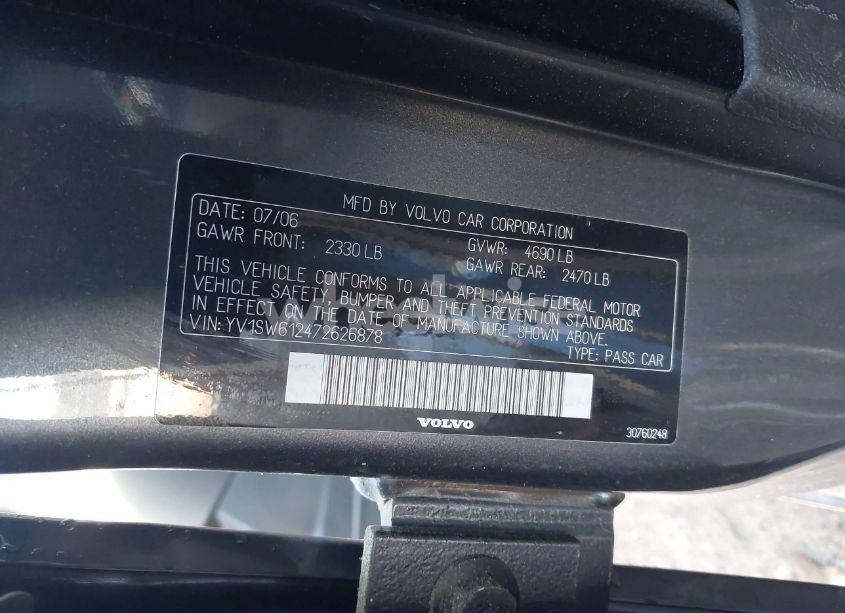 MFD BY VOLVO CAR CORPORATION
DATE: 07/06
GVWR: 4690 LB
GAWR FRONT: 2330 LB
GAWR REAR: 2470 LB
THIS VEHICLE CONFORMS TO ALL APPLICABLE FEDERAL MOTOR
VEHICLE SAFETY, BUMPER AND THEFT PREVENTION STANDARDS
IN EFFECT ON THE DATE OF MANUFACTURE SHOWN ABOVE.
VIN: YV1SW612472626878
TYPE: PASS CAR
VOLVO
30760248